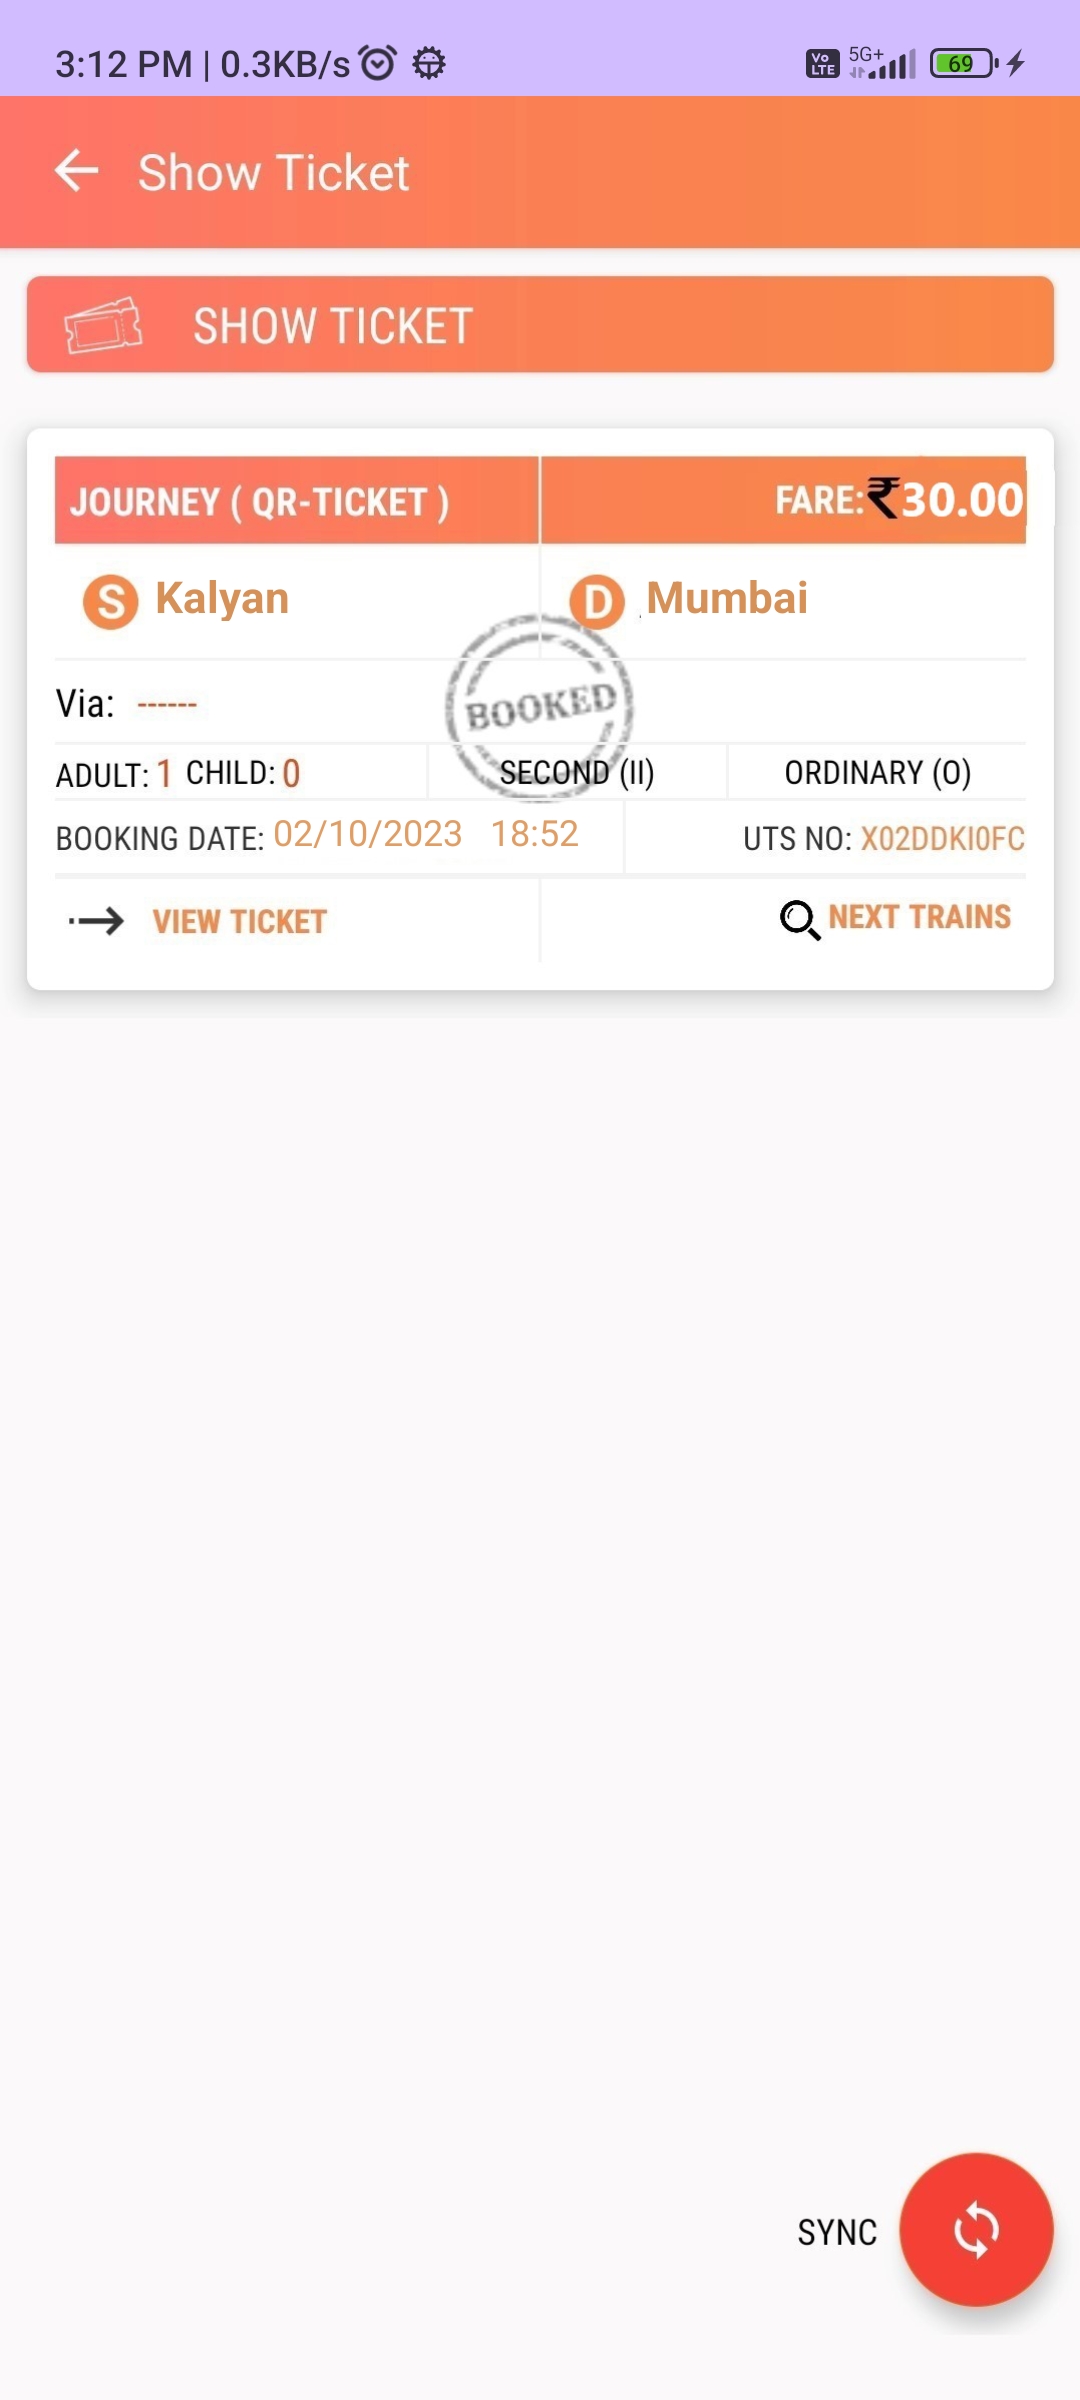 3:12 PM | 0.3KB/s Vo LTE 5G+ 69
Show Ticket
SHOW TICKET
JOURNEY ( QR-TICKET ) FARE:₹30.00
S Kalyan D Mumbai
Via: ------
BOOKED
ADULT: 1 CHILD: 0 SECOND (II) ORDINARY (O)
BOOKING DATE: 02/10/2023 18:52 UTS NO: X02DDKI0FC
VIEW TICKET NEXT TRAINS
SYNC